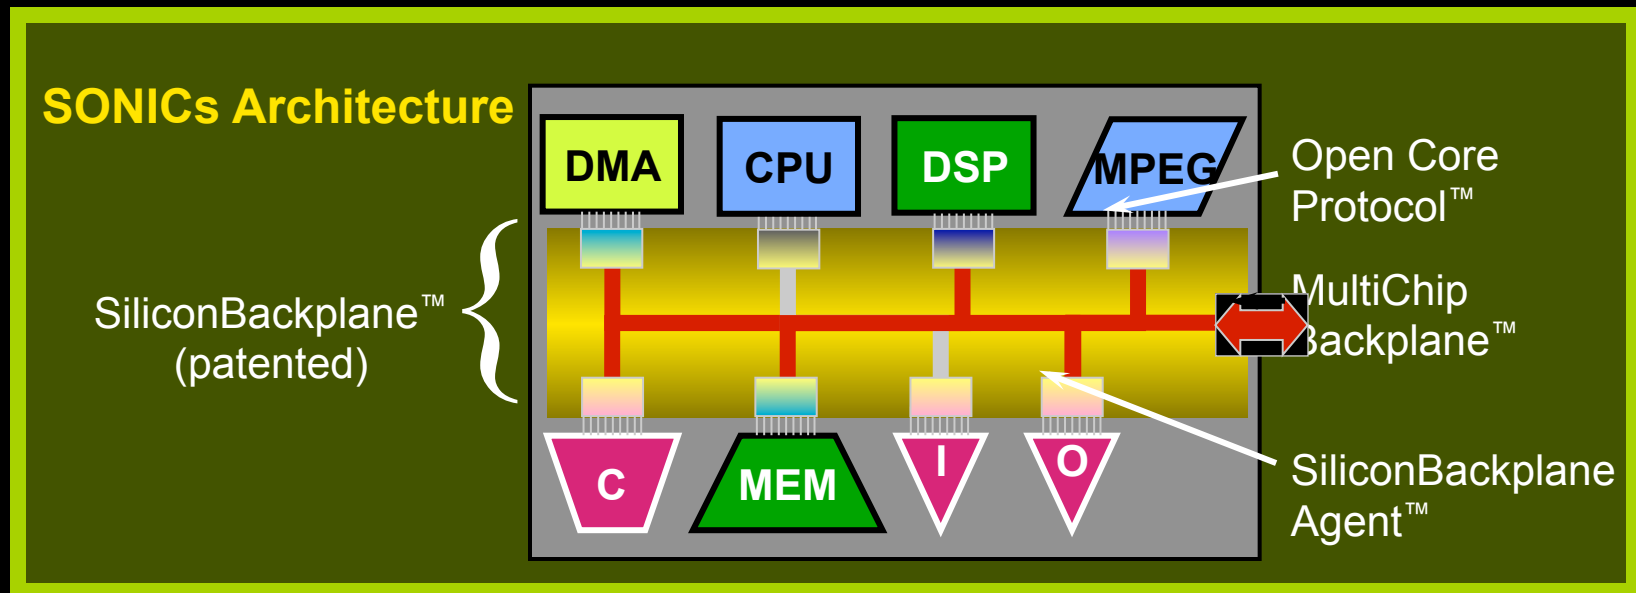 SONICs Architecture
DMA
CPU
DSP
MPEG
Open Core
Protocol™
SiliconBackplane™
(patented)
{
MultiChip
Backplane™
C
MEM
I
O
SiliconBackplane
Agent™